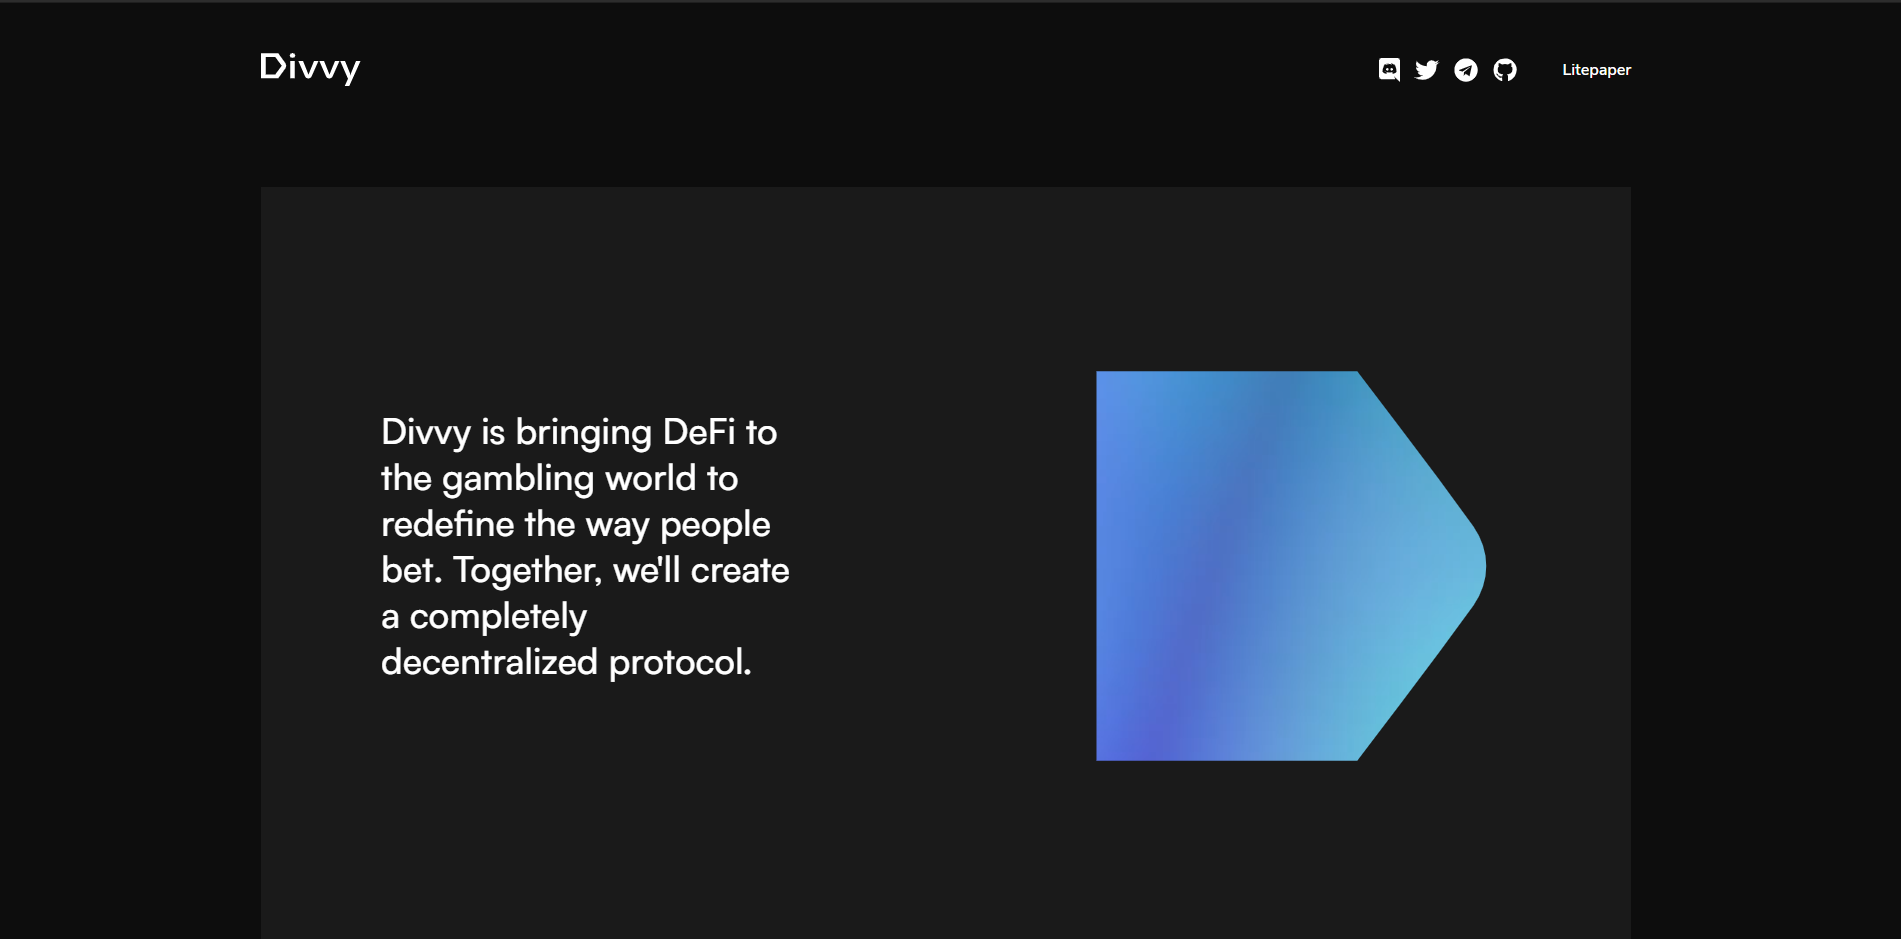 Divvy
Litepaper
Divvy is bringing DeFi to
the gambling world to
redefine the way people
bet. Together, we'll create
a completely
decentralized protocol.